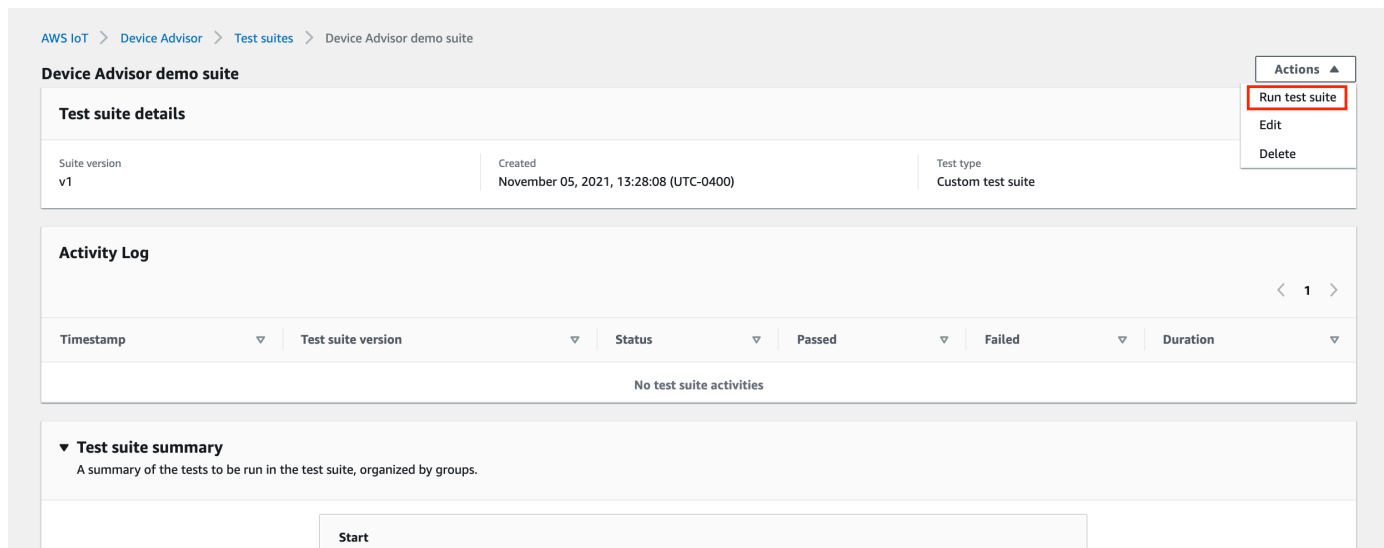 AWS IoT > Device Advisor > Test suites > Device Advisor demo suite
Device Advisor demo suite
Actions
Run test suite
Edit
Delete
Test suite details
Suite version
v1
Created
November 05, 2021, 13:28:08 (UTC-0400)
Test type
Custom test suite
Activity Log
1
Timestamp Test suite version Status Passed Failed Duration
No test suite activities
Test suite summary
A summary of the tests to be run in the test suite, organized by groups.
Start